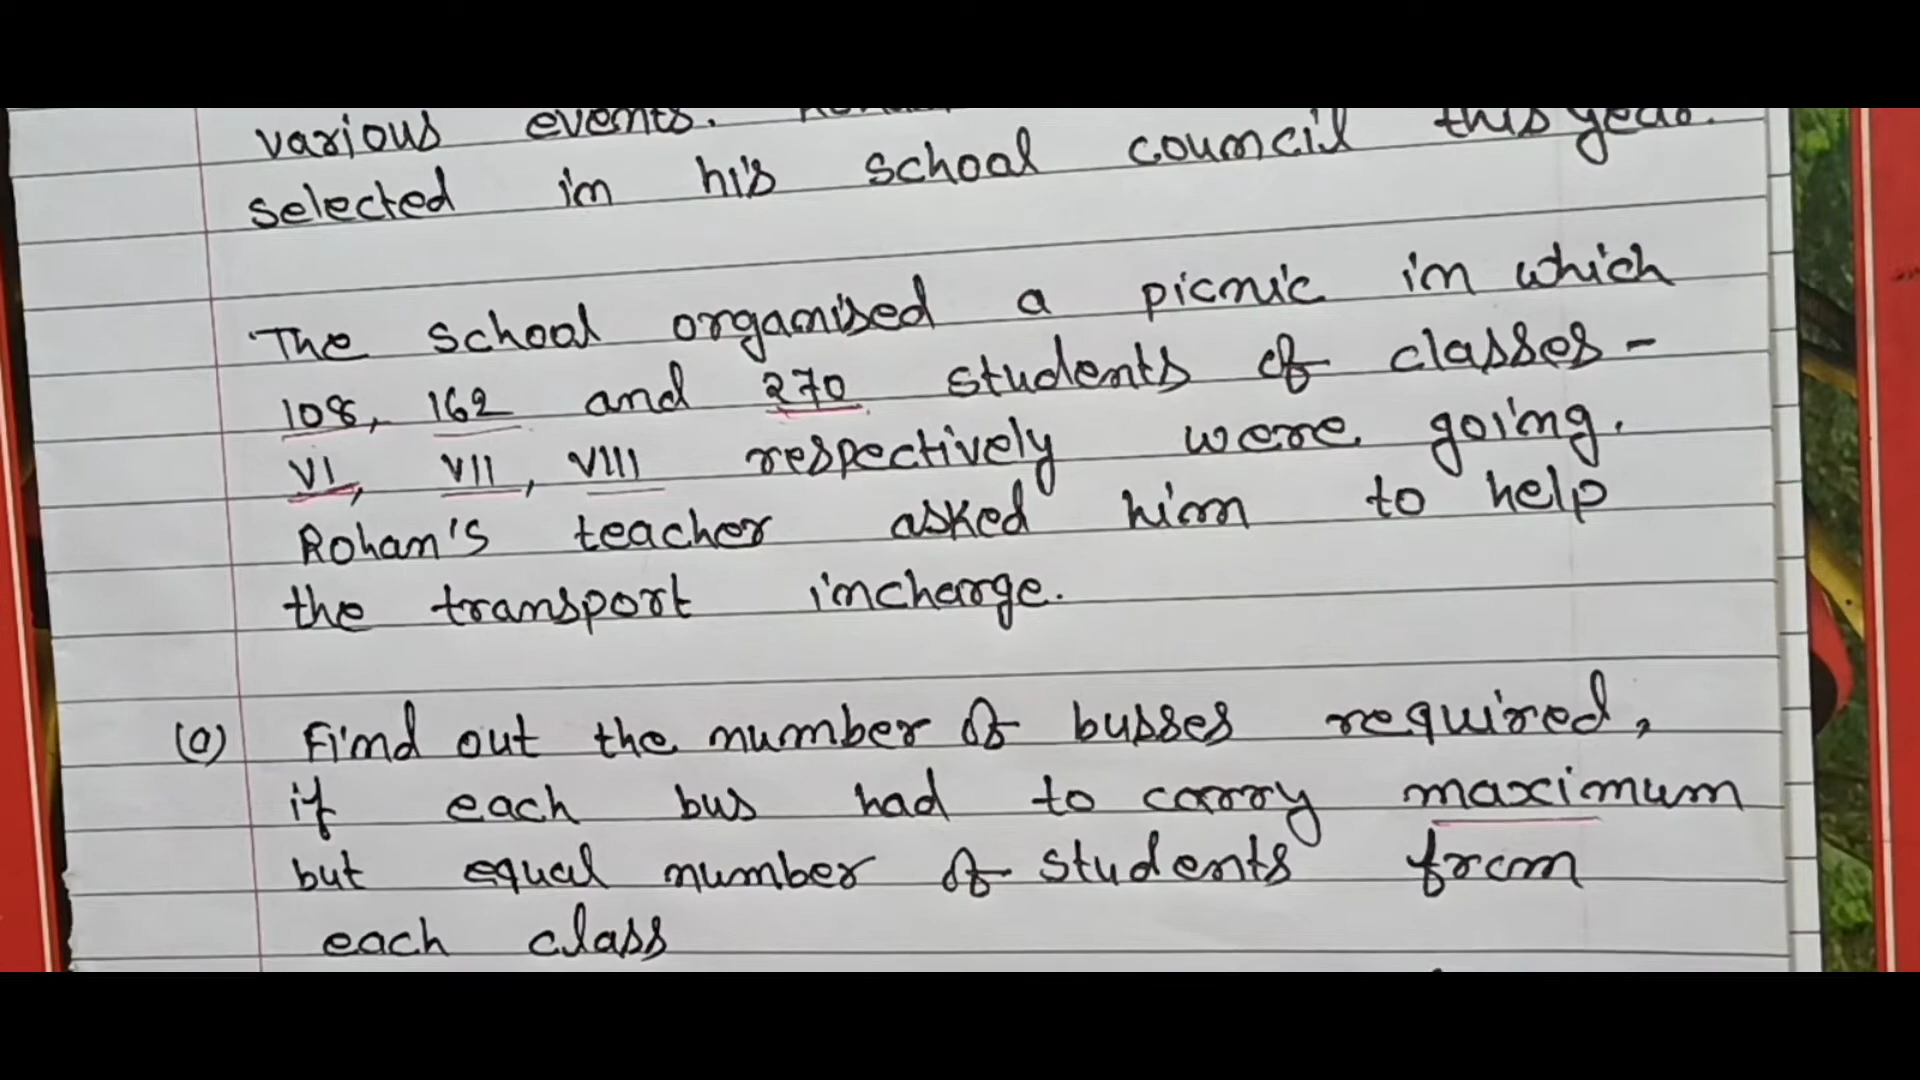 various events.
selected in his school council this year.
The school organised a picnic in which
108, 162 and 270 students of classes -
VI, VII, VIII respectively were going.
Rohan's teacher asked him to help
the transport incharge.
(a) Find out the number of busses required,
if each bus had to carry maximum
but equal number of students from
each class